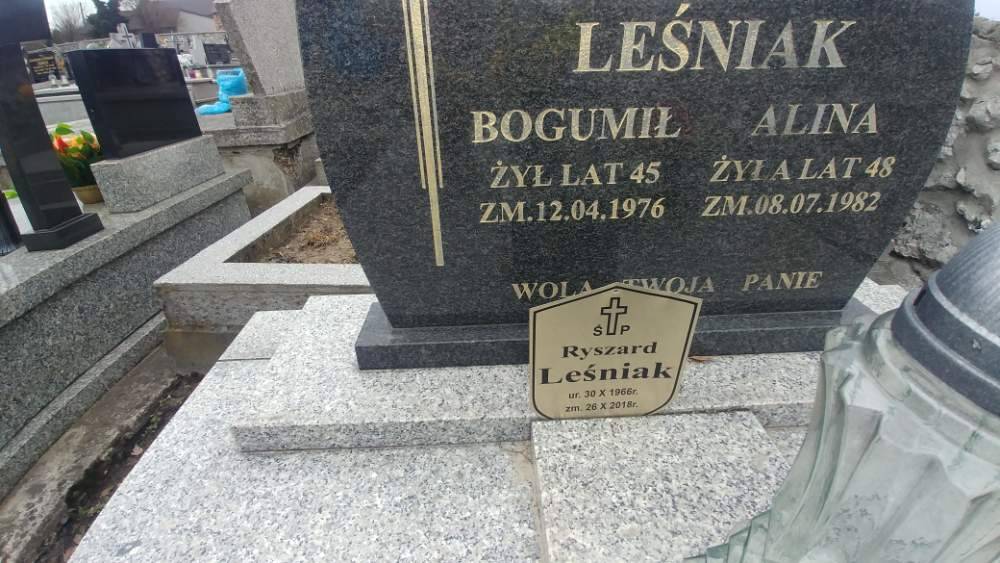 LEŚNIAK
BOGUMIŁ
ŻYŁ LAT 45
ZM.12.04.1976
ALINA
ŻYŁA LAT 48
ZM.08.07.1982
WOLA TWOJA PANIE
Ś P
Ryszard
Leśniak
ur. 30 X 1966r.
zm. 26 X 2018r.